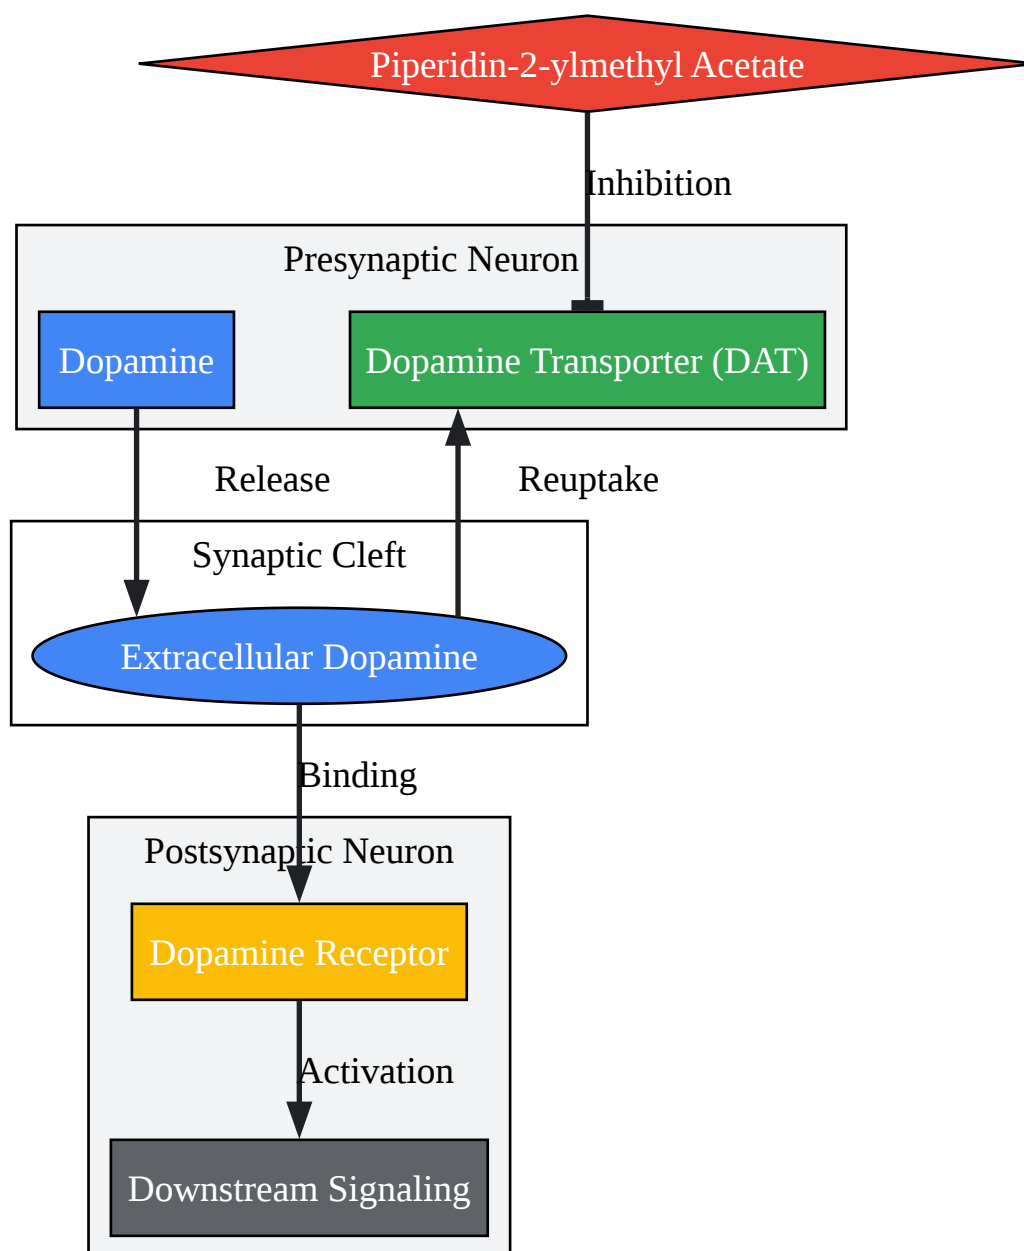 Piperidin-2-ylmethyl Acetate
Inhibition
Presynaptic Neuron
Dopamine
Dopamine Transporter (DAT)
Release
Reuptake
Synaptic Cleft
Extracellular Dopamine
Binding
Postsynaptic Neuron
Dopamine Receptor
Activation
Downstream Signaling